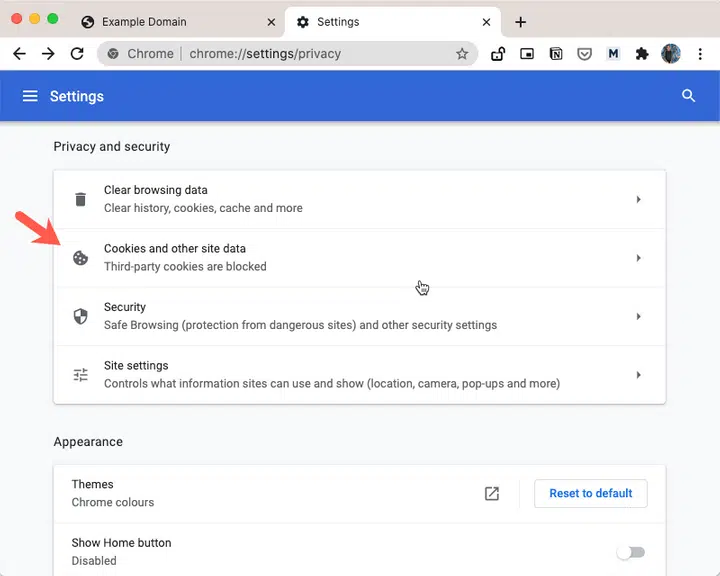 Example Domain
Settings
Chrome | chrome://settings/privacy
M
Settings
Privacy and security
Clear browsing data
Clear history, cookies, cache and more
Cookies and other site data
Third-party cookies are blocked
Security
Safe Browsing (protection from dangerous sites) and other security settings
Site settings
Controls what information sites can use and show (location, camera, pop-ups and more)
Appearance
Themes
Chrome colours
Reset to default
Show Home button
Disabled